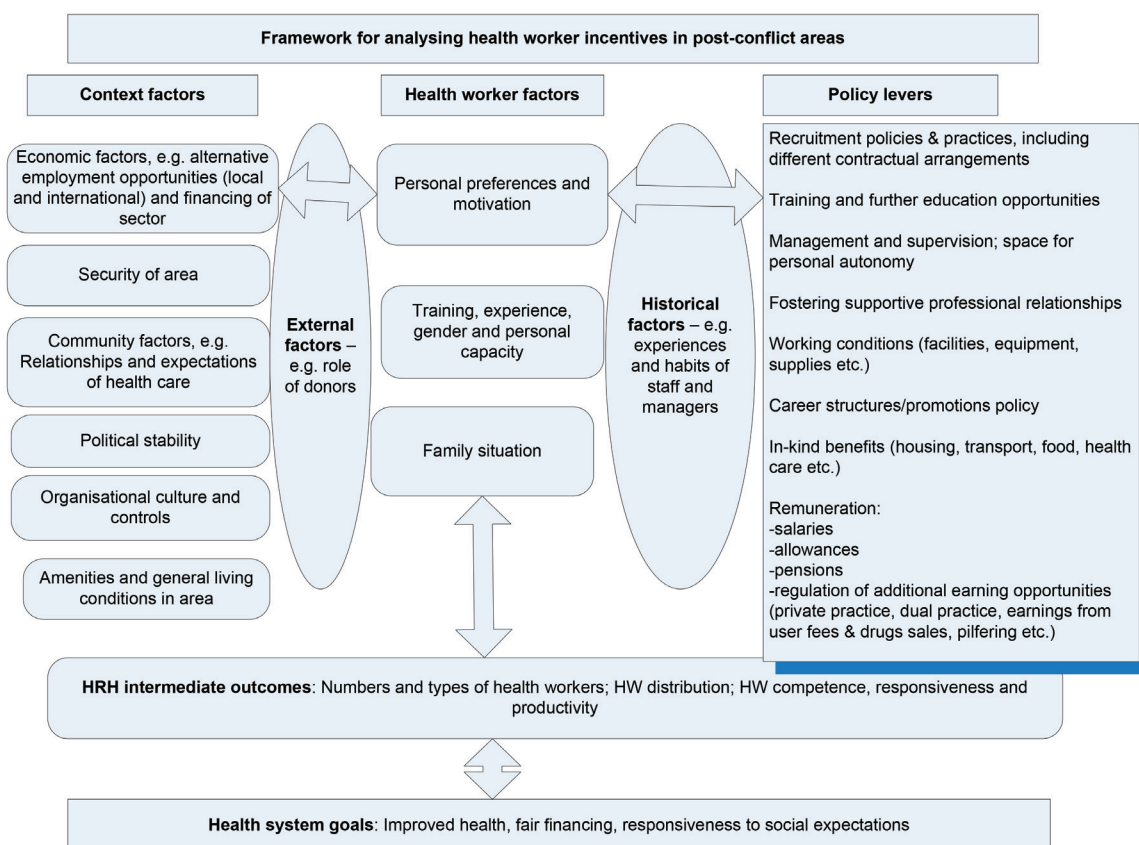 Framework for analysing health worker incentives in post-conflict areas
Context factors
Health worker factors
Policy levers
Economic factors, e.g. alternative
employment opportunities (local
and international) and financing of
sector
Security of area
Community factors, e.g.
Relationships and expectations
of health care
Political stability
Organisational culture and
controls
Amenities and general living
conditions in area
External
factors –
e.g. role
of donors
Personal preferences and
motivation
Training, experience,
gender and personal
capacity
Family situation
Historical
factors – e.g.
experiences
and habits of
staff and
managers
Recruitment policies & practices, including
different contractual arrangements
Training and further education opportunities
Management and supervision; space for
personal autonomy
Fostering supportive professional relationships
Working conditions (facilities, equipment,
supplies etc.)
Career structures/promotions policy
In-kind benefits (housing, transport, food, health
care etc.)
Remuneration:
-salaries
-allowances
-pensions
-regulation of additional earning opportunities
(private practice, dual practice, earnings from
user fees & drugs sales, pilfering etc.)
HRH intermediate outcomes: Numbers and types of health workers; HW distribution; HW competence, responsiveness and
productivity
Health system goals: Improved health, fair financing, responsiveness to social expectations